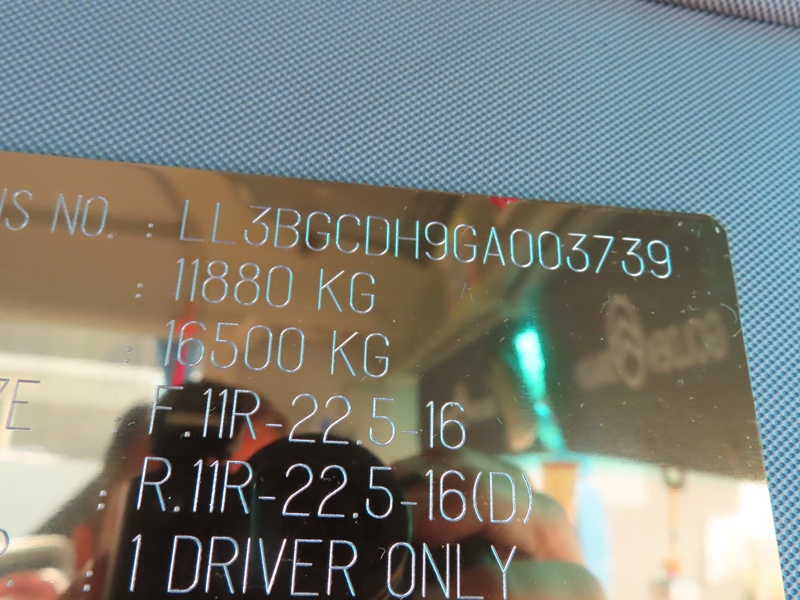 IS NO. : LL3BGCDH9GA003739
: 11880 KG
: 16500 KG
ZE : F.11R-22.5-16
: R.11R-22.5-16(D)
P. : 1 DRIVER ONLY